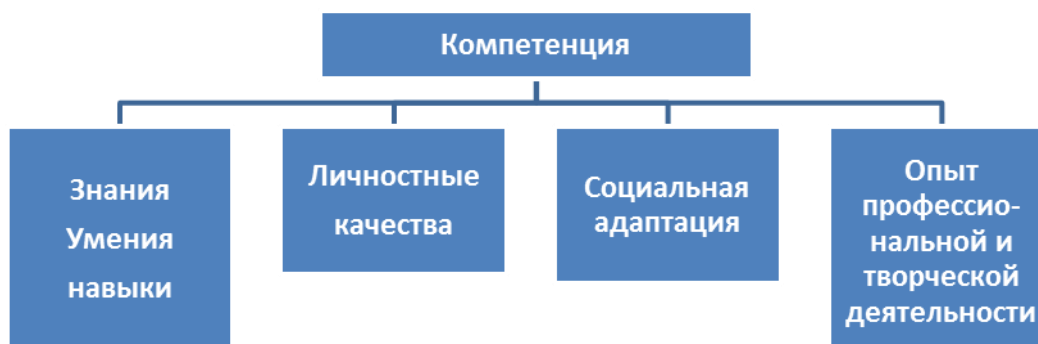 Компетенция
Знания
Умения
навыки
Личностные
качества
Социальная
адаптация
Опыт
профессио-
нальной и
творческой
деятельности